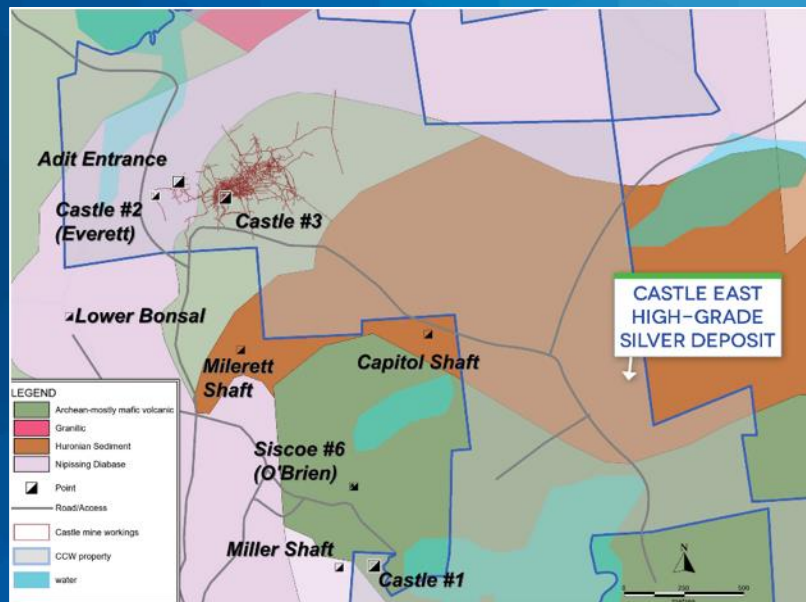 Adit Entrance
Castle #2
(Everett)
Castle #3
CASTLE EAST
HIGH-GRADE
SILVER DEPOSIT
Lower Bonsal
Milerett
Shaft
Capitol Shaft
Siscoe #6
(O'Brien)
Miller Shaft
Castle #1
LEGEND
Archean-mostly mafic volcanic
Granitic
Huronian Sediment
Nipissing Diabase
Point
Road/Access
Castle mine workings
CCW property
water
N
0 250 500
metres